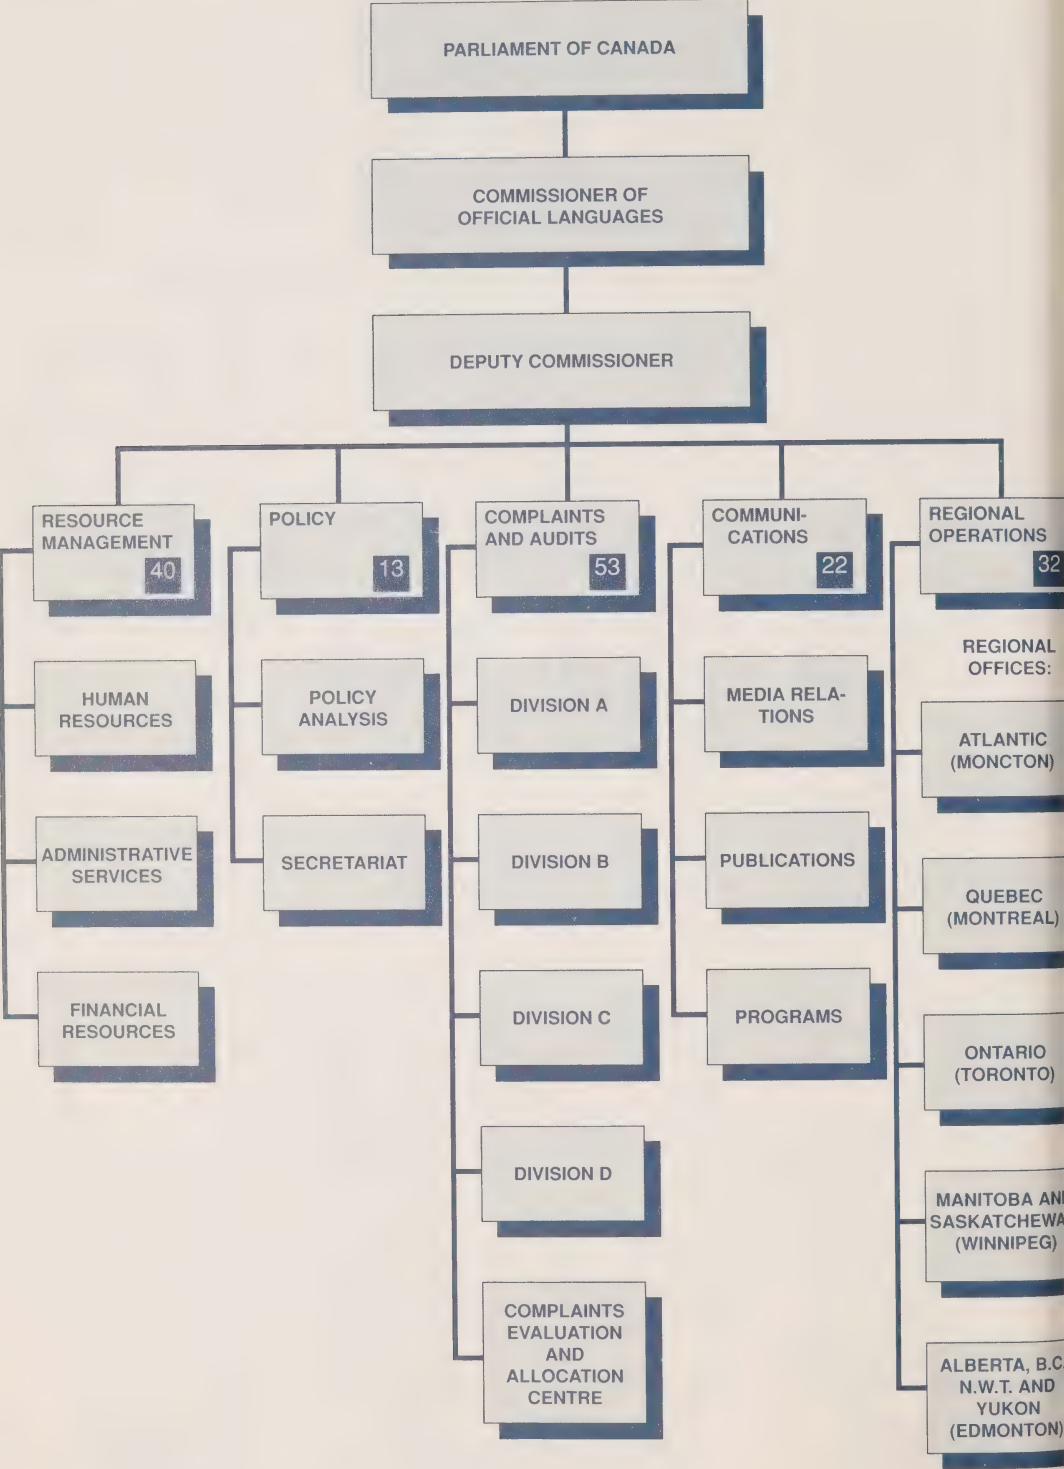 PARLIAMENT OF CANADA
COMMISSIONER OF
OFFICIAL LANGUAGES
DEPUTY COMMISSIONER
RESOURCE
MANAGEMENT
40
HUMAN
RESOURCES
ADMINISTRATIVE
SERVICES
FINANCIAL
RESOURCES
POLICY
13
POLICY
ANALYSIS
SECRETARIAT
COMPLAINTS
AND AUDITS
53
DIVISION A
DIVISION B
DIVISION C
DIVISION D
COMPLAINTS
EVALUATION
AND
ALLOCATION
CENTRE
COMMUNI-
CATIONS
22
MEDIA RELA-
TIONS
PUBLICATIONS
PROGRAMS
REGIONAL
OPERATIONS
32
REGIONAL
OFFICES:
ATLANTIC
(MONCTON)
QUEBEC
(MONTREAL)
ONTARIO
(TORONTO)
MANITOBA
(WINNIPEG)
ALBERTA, B.C.
N.W.T. AND
YUKON
(EDMONTON)